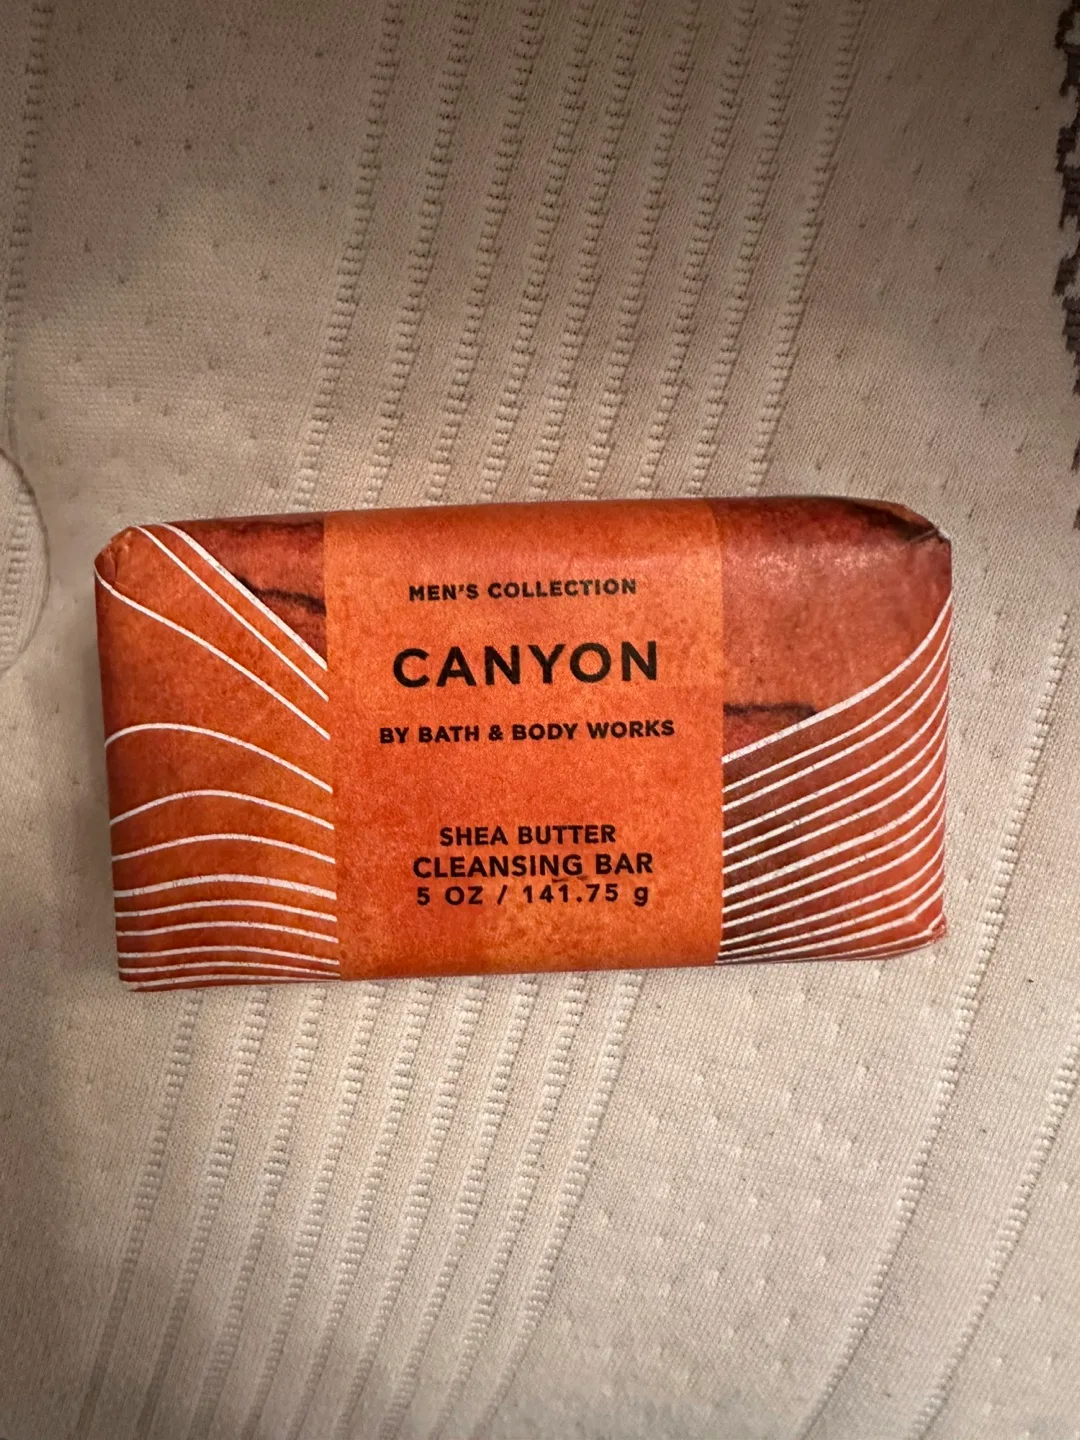 MEN'S COLLECTION
CANYON
BY BATH & BODY WORKS
SHEA BUTTER
CLEANSING BAR
5 OZ / 141.75 g